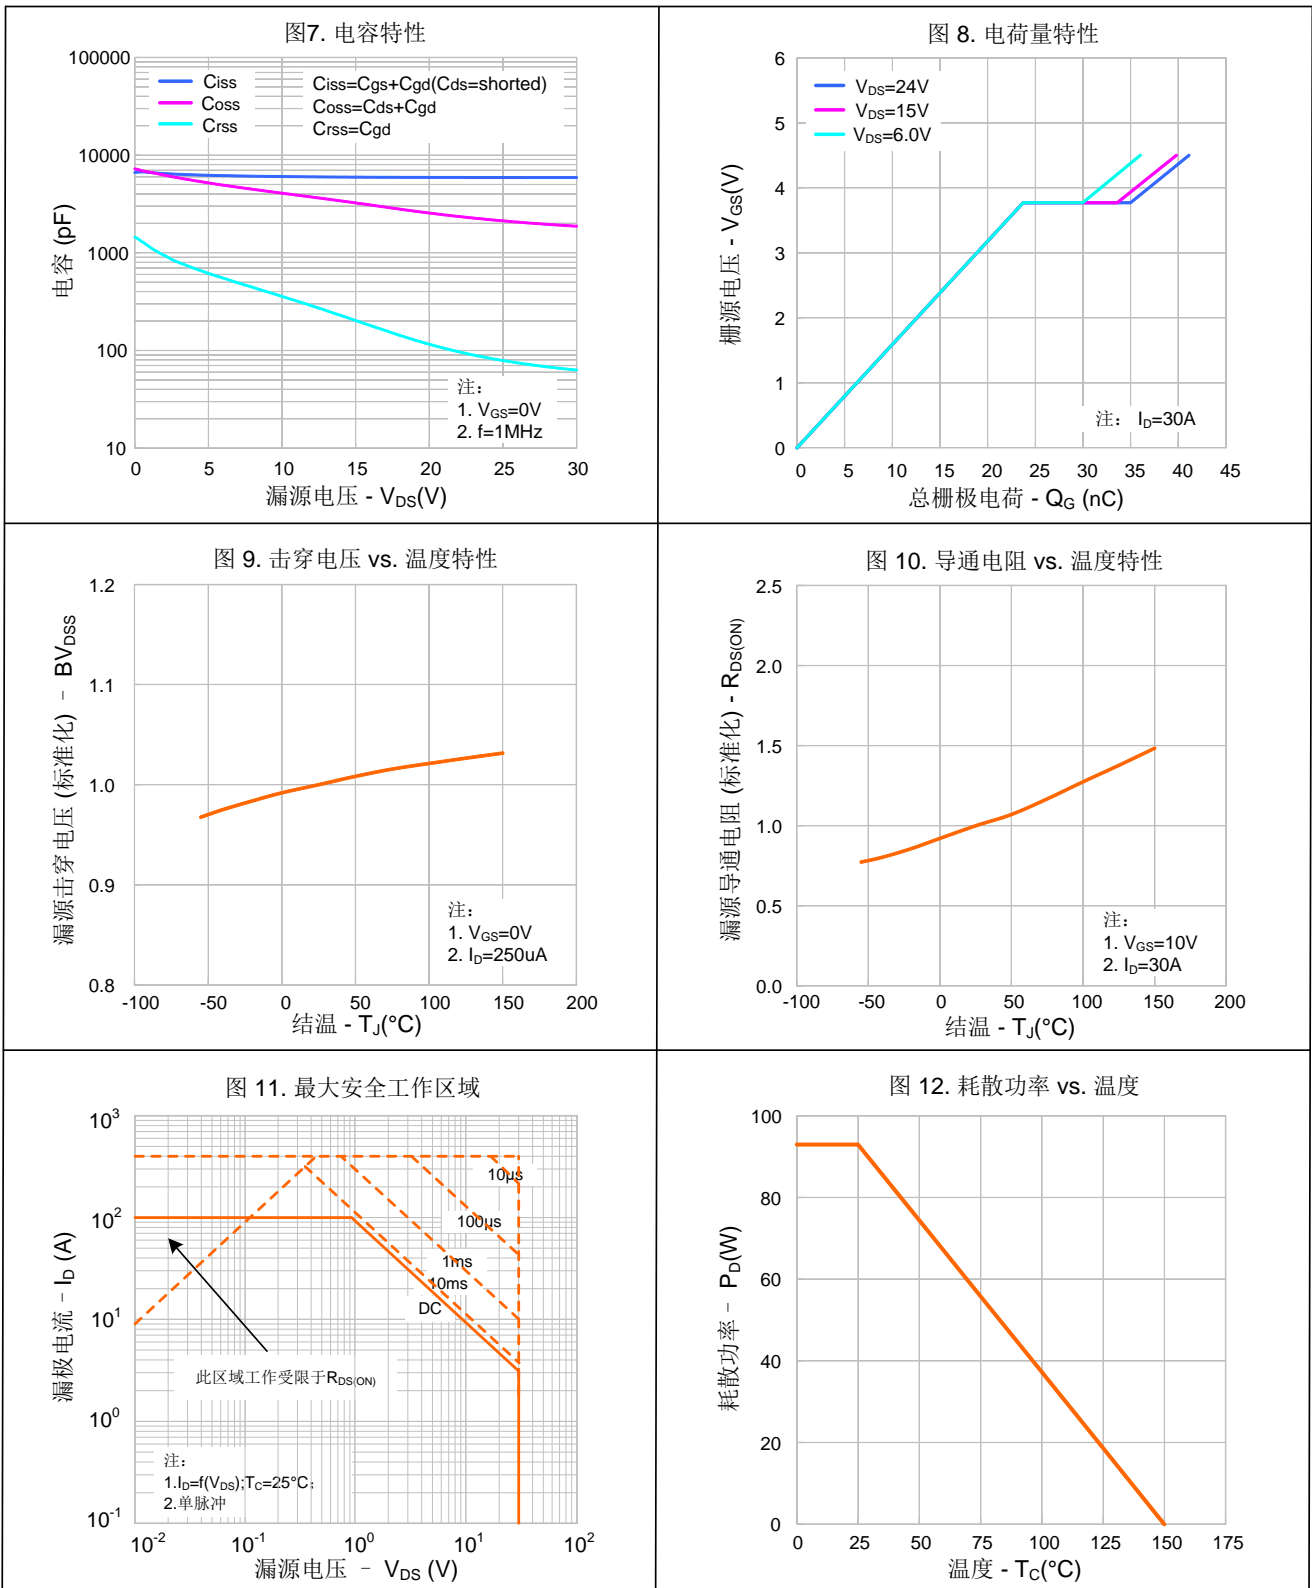 图7. 电容特性
100000
10000
1000
100
10
Ciss
Coss
Crss
Ciss=Cgs+Cgd(Cds=shorted)
Coss=Cds+Cgd
Crss=Cgd
注：
1. VGS=0V
2. f=1MHz
0 5 10 15 20 25 30
电容 (pF)
漏源电压 - VDS(V)
图 8. 电荷量特性
6
5
4
3
2
1
0
VDS=24V
VDS=15V
VDS=6.0V
注： ID=30A
0 5 10 15 20 25 30 35 40 45
栅源电压 - VGS(V)
总栅极电荷 - QG (nC)
图 9. 击穿电压 vs. 温度特性
1.2
1.1
1.0
0.9
0.8
注：
1. VGS=0V
2. ID=250uA
-100 -50 0 50 100 150 200
漏源击穿电压 (标准化) – BVDSS
结温 - TJ(°C)
图 10. 导通电阻 vs. 温度特性
2.5
2.0
1.5
1.0
0.5
0.0
注：
1. VGS=10V
2. ID=30A
-100 -50 0 50 100 150 200
漏源导通电阻 (标准化) - RDS(ON)
结温 - TJ(°C)
图 11. 最大安全工作区域
10³
10²
10¹
10⁰
10⁻¹
10μs
100μs
1ms
10ms
DC
此区域工作受限于RDS(ON)
注：
1.ID=f(VDS);TC=25°C;
2.单脉冲
10⁻² 10⁻¹ 10⁰ 10¹ 10²
漏极电流 – ID (A)
漏源电压 – VDS (V)
图 12. 耗散功率 vs. 温度
100
80
60
40
20
0
0 25 50 75 100 125 150 175
耗散功率 – PD(W)
温度 - TC(°C)